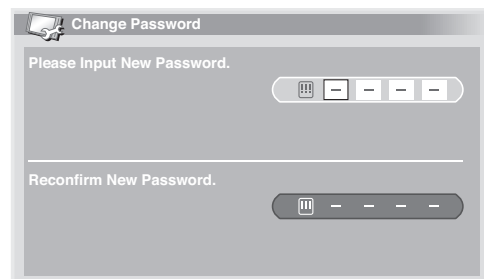 Change Password
Please Input New Password.
– – – –
Reconfirm New Password.
– – – –